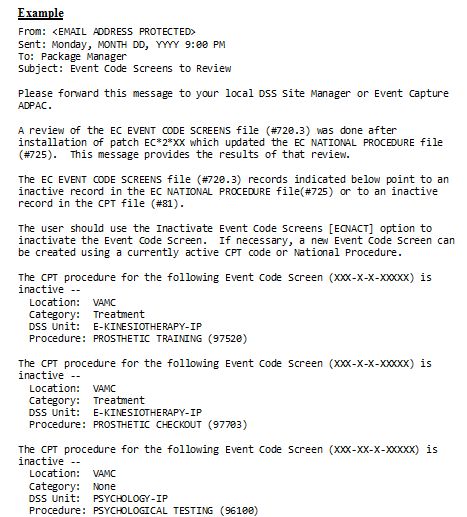 Example
From: <EMAIL ADDRESS PROTECTED>
Sent: Monday, MONTH DD, YYYY 9:00 PM
To: Package Manager
Subject: Event Code Screens to Review
Please forward this message to your local DSS Site Manager or Event Capture
ADPAC.
A review of the EC EVENT CODE SCREENS file (#720.3) was done after
installation of patch EC*2*XX which updated the EC NATIONAL PROCEDURE file
(#725).  This message provides the results of that review.
The EC EVENT CODE SCREENS file (#720.3) records indicated below point to an
inactive record in the EC NATIONAL PROCEDURE file(#725) or to an inactive
record in the CPT file (#81).
The user should use the Inactivate Event Code Screens [ECNACT] option to
inactivate the Event Code Screen.  If necessary, a new Event Code Screen can
be created using a currently active CPT code or National Procedure.
The CPT procedure for the following Event Code Screen (XXX-X-X-XXXXX) is
inactive --
Location:  VAMC
Category:  Treatment
DSS Unit:  E-KINESIOTHERAPY-IP
Procedure: PROSTHETIC TRAINING (97520)
The CPT procedure for the following Event Code Screen (XXX-X-X-XXXXX) is
inactive --
Location:  VAMC
Category:  Treatment
DSS Unit:  E-KINESIOTHERAPY-IP
Procedure: PROSTHETIC CHECKOUT (97703)
The CPT procedure for the following Event Code Screen (XXX-XX-X-XXXXX) is
inactive --
Location:  VAMC
Category:  None
DSS Unit:  PSYCHOLOGY-IP
Procedure: PSYCHOLOGICAL TESTING (96100)